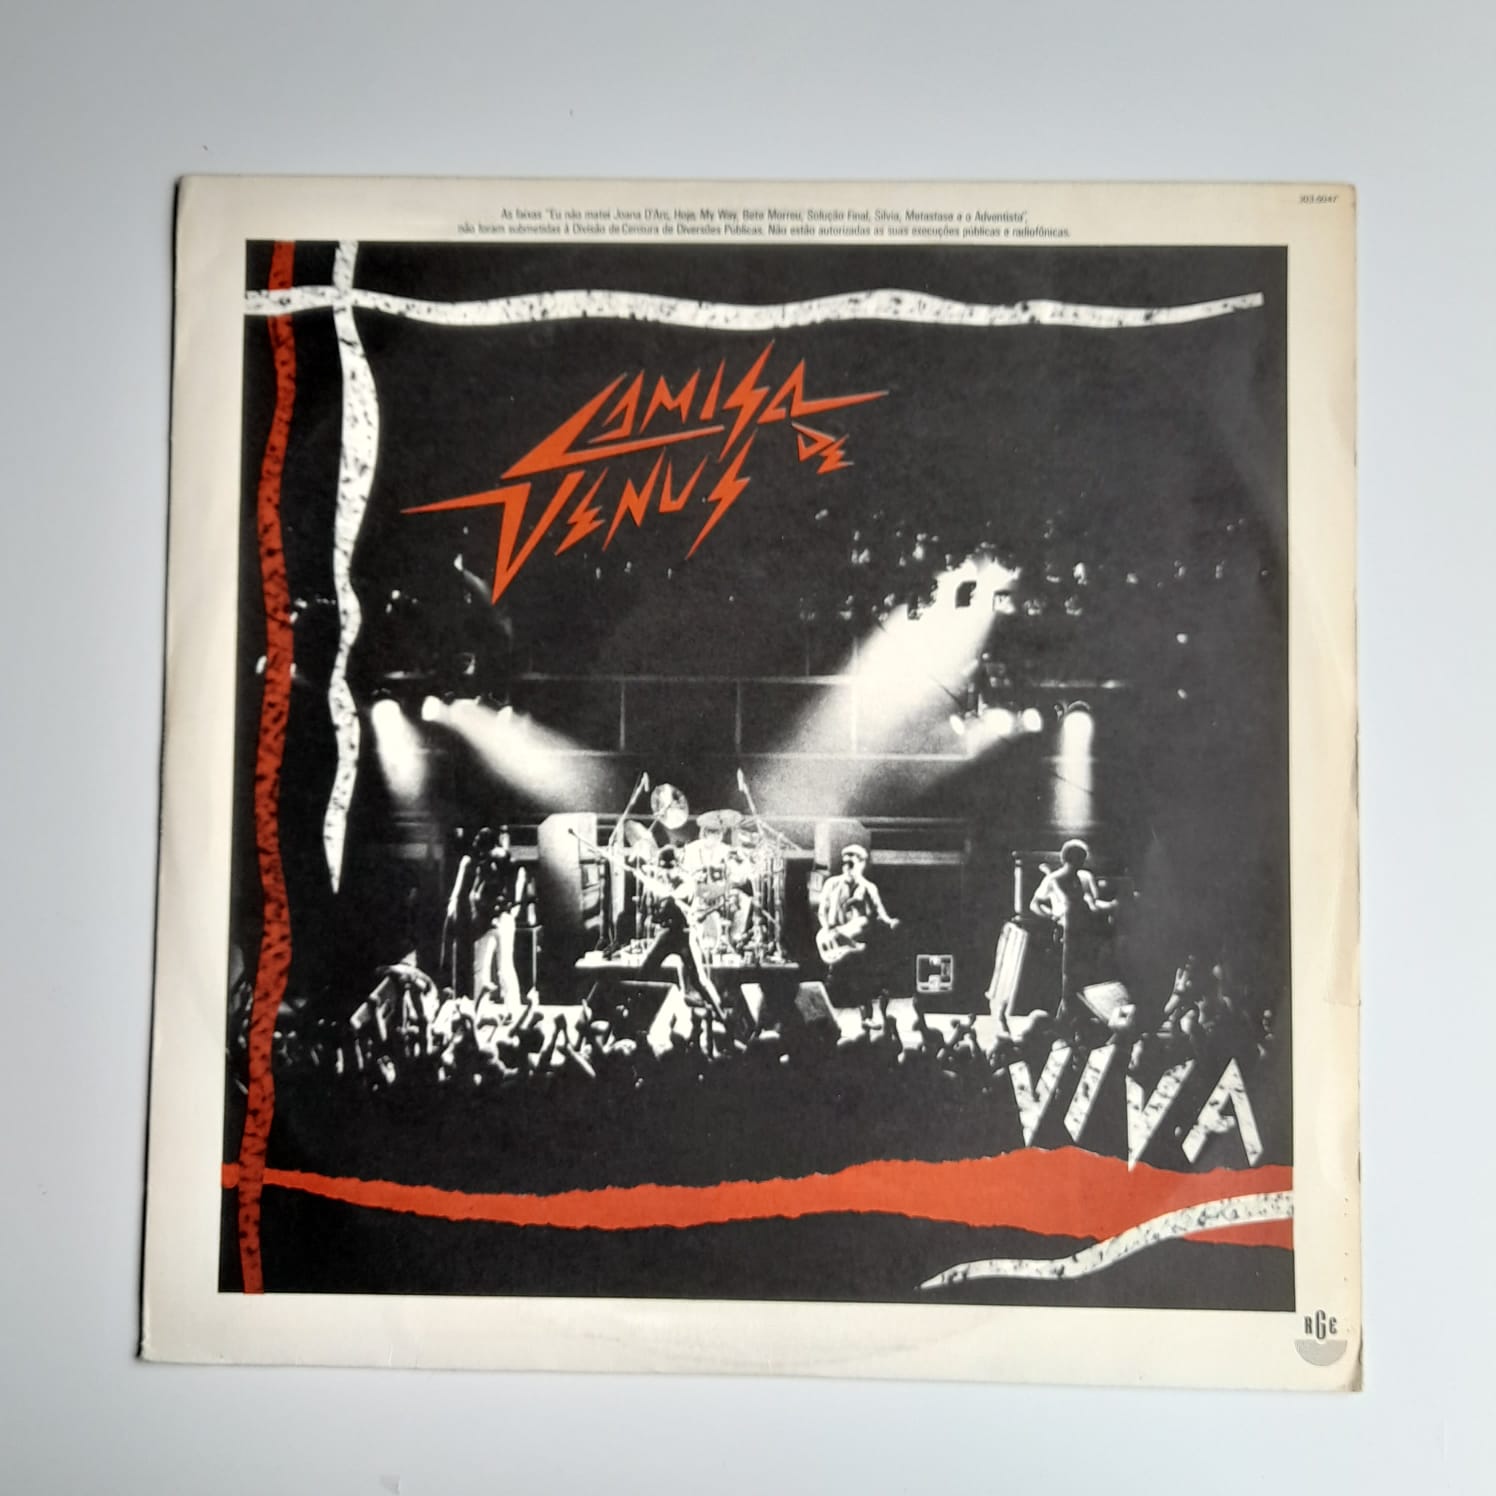 303.6047
As faixas "Eu não matei Joana D'Arc, Hoje, My Way, Bete Morreu, Solução Final, Silvia, Metastase e o Adventista",
não foram submetidas à Divisão de Censura de Diversões Públicas. Não estão autorizadas as suas execuções públicas e radiofônicas.
CAMISA
DE
VENUS
VIVA
RGE